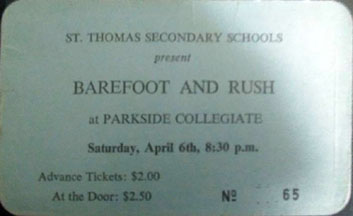 ST. THOMAS SECONDARY SCHOOLS
present
BAREFOOT AND RUSH
at PARKSIDE COLLEGIATE
Saturday, April 6th, 8:30 p.m.
Advance Tickets: $2.00
At the Door: $2.50 Nº 65